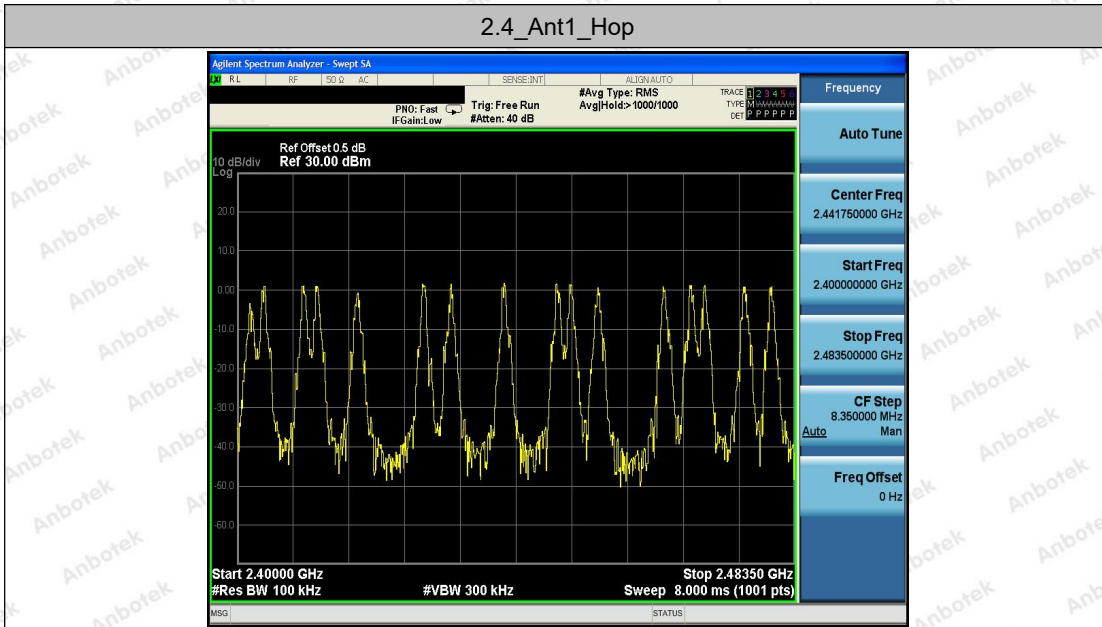 2.4_Ant1_Hop
Agilent Spectrum Analyzer - Swept SA
RL RF 50 Ω AC SENSE:INT ALIGNAUTO
PNO: Fast
IFGain:Low
Trig: Free Run
#Atten: 40 dB
#Avg Type: RMS
Avg|Hold:>1000/1000
TRACE 1 2 3 4 5 6
TYPE M
DET P P P P P P
Frequency
Auto Tune
Center Freq
2.441750000 GHz
Start Freq
2.400000000 GHz
Stop Freq
2.483500000 GHz
CF Step
8.350000 MHz
Auto Man
Freq Offset
0 Hz
Ref Offset 0.5 dB
10 dB/div Ref 30.00 dBm
Log
20.0
10.0
0.00
-10.0
-20.0
-30.0
-40.0
-50.0
-60.0
Start 2.40000 GHz Stop 2.48350 GHz
#Res BW 100 kHz #VBW 300 kHz Sweep 8.000 ms (1001 pts)
MSG STATUS
Anbotek